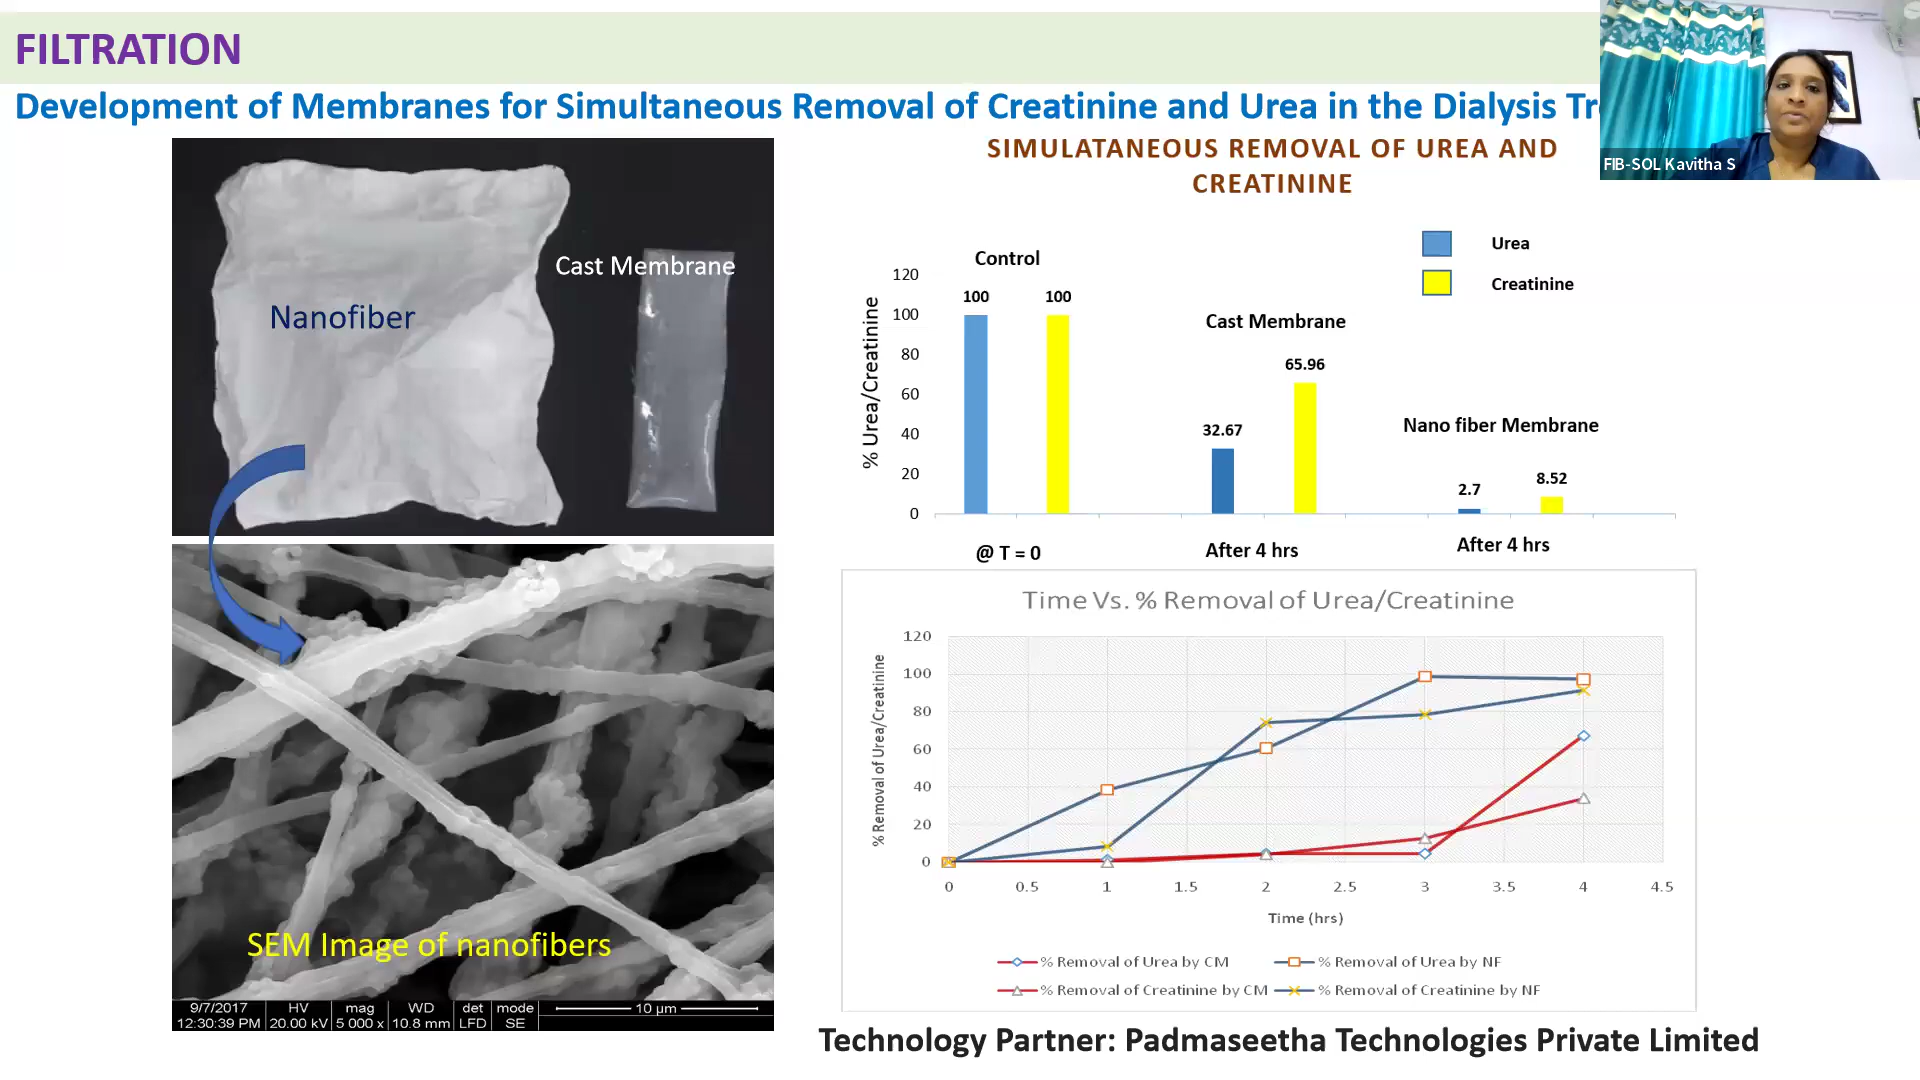 FILTRATION
Development of Membranes for Simultaneous Removal of Creatinine and Urea in the Dialysis
FIB-SOL Kavitha S
Nanofiber
Cast Membrane
SEM Image of nanofibers
9/7/2017 HV mag WD det mode
12:30:39 PM 20.00 kV 5 000 x 10.8 mm LFD SE
10 µm
SIMULATANEOUS REMOVAL OF UREA AND
CREATININE
Urea
Creatinine
% Urea/Creatinine
120
100
80
60
40
20
0
Control
100 100
Cast Membrane
32.67 65.96
Nano fiber Membrane
2.7 8.52
@ T = 0 After 4 hrs After 4 hrs
Time Vs. % Removal of Urea/Creatinine
% Removal of Urea/Creatinine
120
100
80
60
40
20
0
0 0.5 1 1.5 2 2.5 3 3.5 4 4.5
Time (hrs)
% Removal of Urea by CM % Removal of Urea by NF
% Removal of Creatinine by CM % Removal of Creatinine by NF
Technology Partner: Padmaseetha Technologies Private Limited